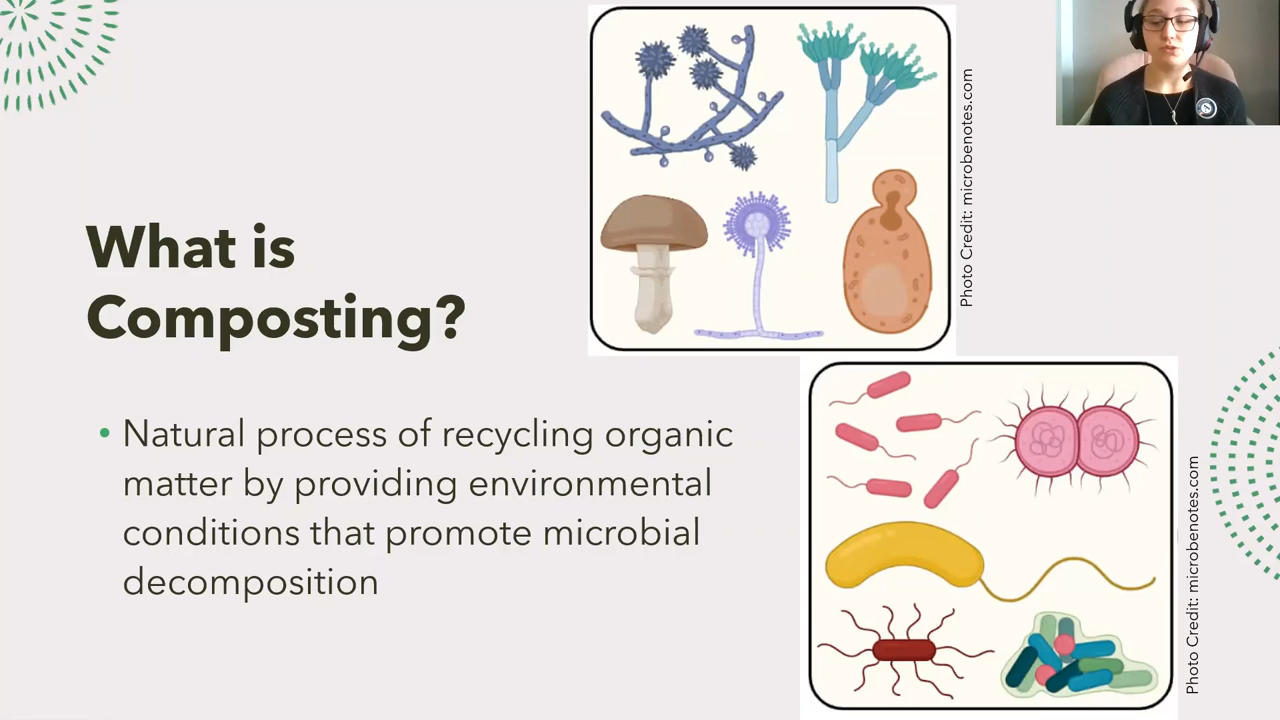 What is
Composting?
• Natural process of recycling organic
matter by providing environmental
conditions that promote microbial
decomposition
Photo Credit: microbenotes.com
Photo Credit: microbenotes.com